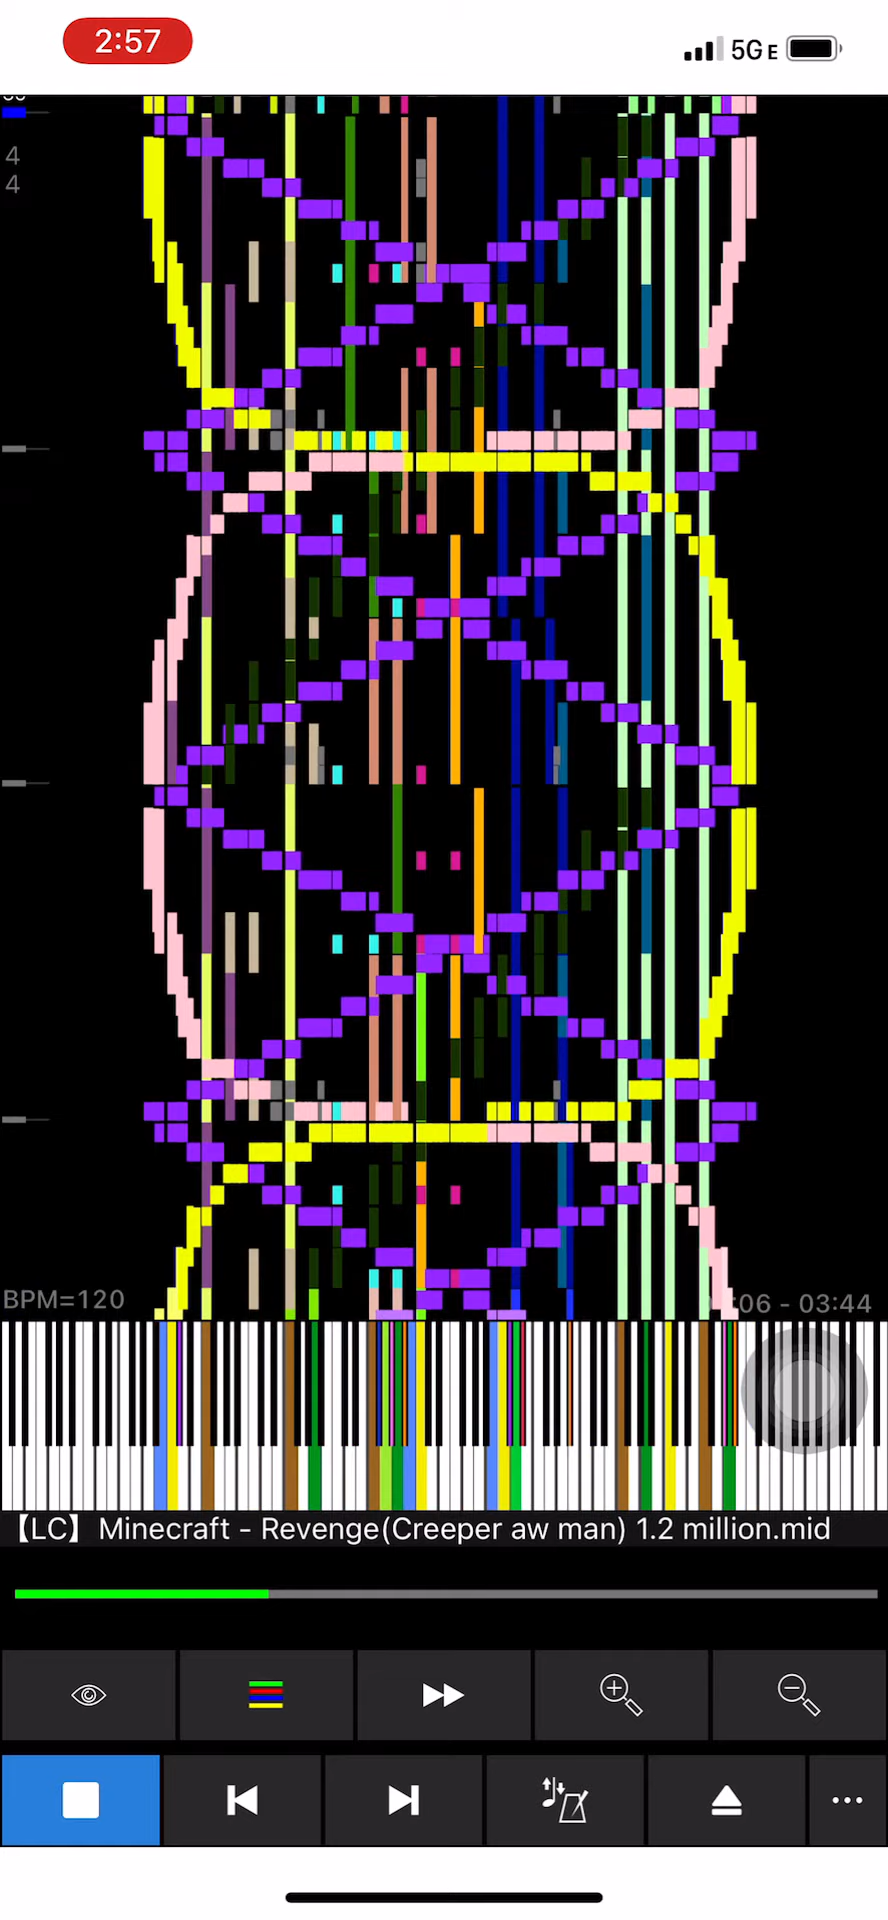 2:57
5G E
4
4
BPM=120
:06 - 03:44
【LC】Minecraft - Revenge(Creeper aw man) 1.2 million.mid